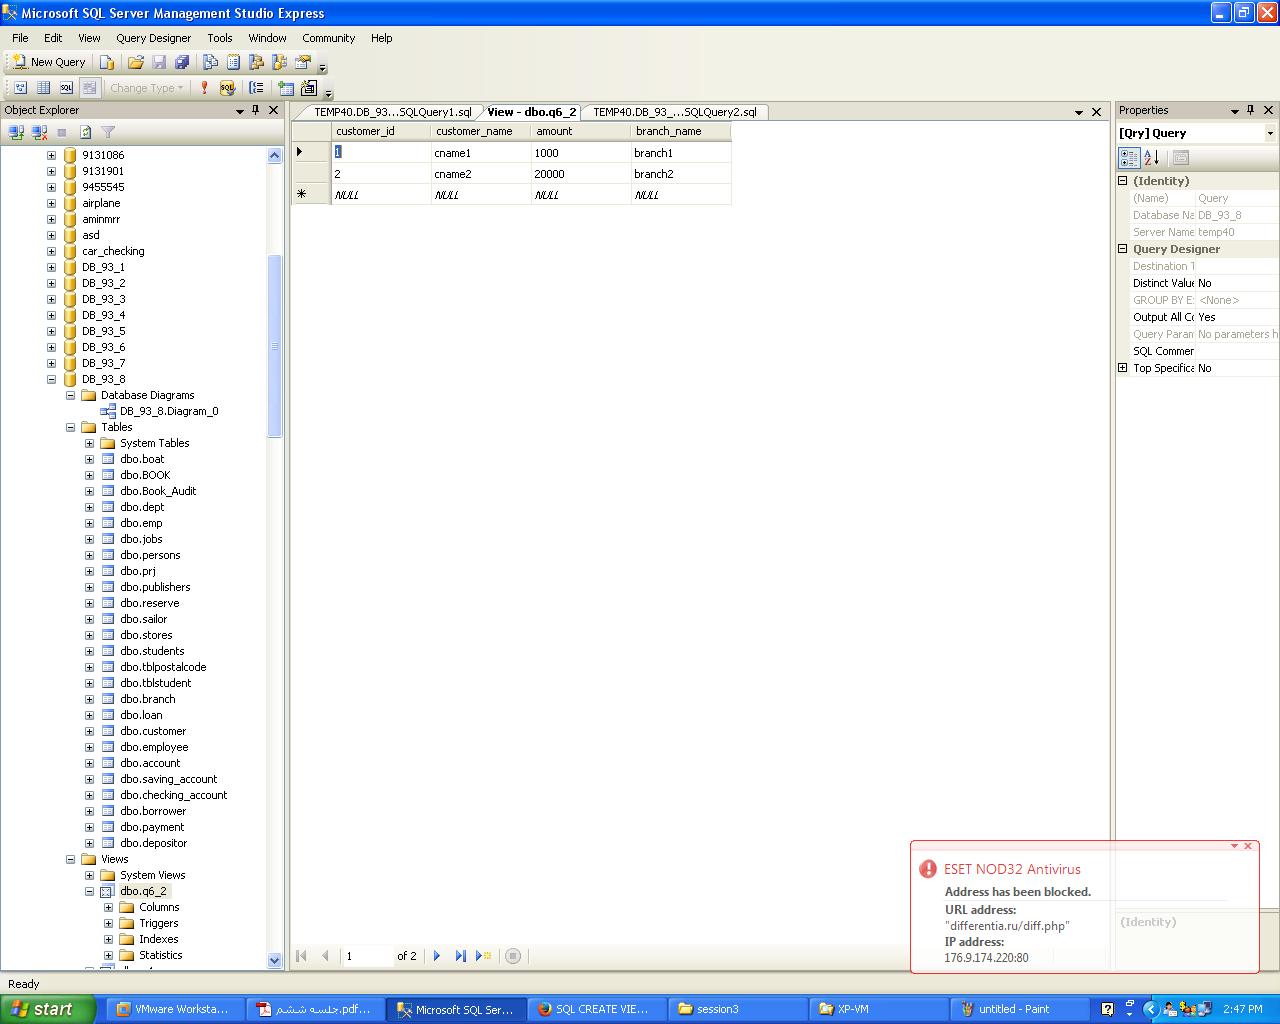 Microsoft SQL Server Management Studio Express
File Edit View Query Designer Tools Window Community Help
New Query
Change Type
Object Explorer
9131086
9131901
9455545
airplane
aminmrr
asd
car_checking
DB_93_1
DB_93_2
DB_93_3
DB_93_4
DB_93_5
DB_93_6
DB_93_7
DB_93_8
Database Diagrams
DB_93_8.Diagram_0
Tables
System Tables
dbo.boat
dbo.BOOK
dbo.Book_Audit
dbo.dept
dbo.emp
dbo.jobs
dbo.persons
dbo.prj
dbo.publishers
dbo.reserve
dbo.sailor
dbo.stores
dbo.students
dbo.tblpostalcode
dbo.tblstudent
dbo.branch
dbo.loan
dbo.customer
dbo.employee
dbo.account
dbo.saving_account
dbo.checking_account
dbo.borrower
dbo.payment
dbo.depositor
Views
System Views
dbo.q6_2
Columns
Triggers
Indexes
Statistics
TEMP40.DB_93...SQLQuery1.sql View - dbo.q6_2 TEMP40.DB_93_...SQLQuery2.sql
customer_id customer_name amount branch_name
1 cname1 1000 branch1
2 cname2 20000 branch2
NULL NULL NULL NULL
1 of 2
Properties
[Qry] Query
(Identity)
(Name) Query
Database Na DB_93_8
Server Name temp40
Query Designer
Destination T
Distinct Value No
GROUP BY E: <None>
Output All Co Yes
Query Param No parameters h
SQL Commer
Top Specifica No
(Identity)
ESET NOD32 Antivirus
Address has been blocked.
URL address:
"differentia.ru/diff.php"
IP address:
176.9.174.220:80
Ready
start VMware Worksta... جلسه ششم.pdf... Microsoft SQL Ser... SQL CREATE VIE... session3 XP-VM untitled - Paint 2:47 PM